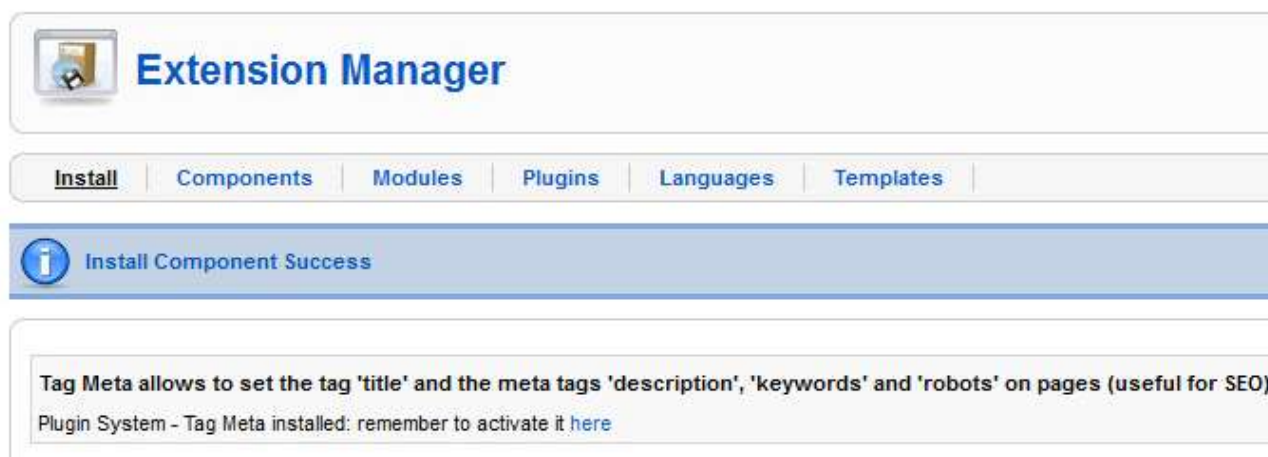 Extension Manager
Install Components Modules Plugins Languages Templates
Install Component Success
Tag Meta allows to set the tag 'title' and the meta tags 'description', 'keywords' and 'robots' on pages (useful for SEO)
Plugin System - Tag Meta installed: remember to activate it here